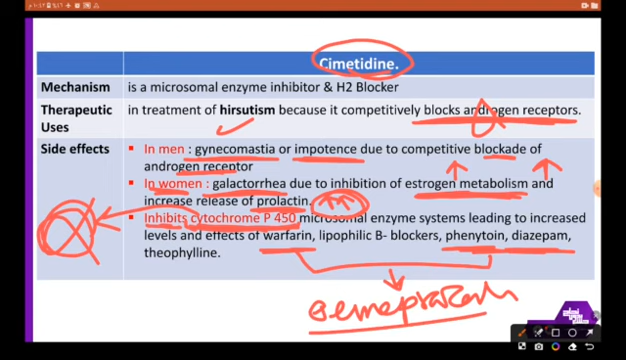 Cimetidine.
Mechanism
is a microsomal enzyme inhibitor & H2 Blocker
Therapeutic
Uses
in treatment of hirsutism because it competitively blocks androgen receptors.
Side effects
In men : gynecomastia or impotence due to competitive blockade of
androgen receptor
In women : galactorrhea due to inhibition of estrogen metabolism and
increase release of prolactin.
Inhibits cytochrome P 450 microsomal enzyme systems leading to increased
levels and effects of warfarin, lipophilic B- blockers, phenytoin, diazepam,
theophylline.